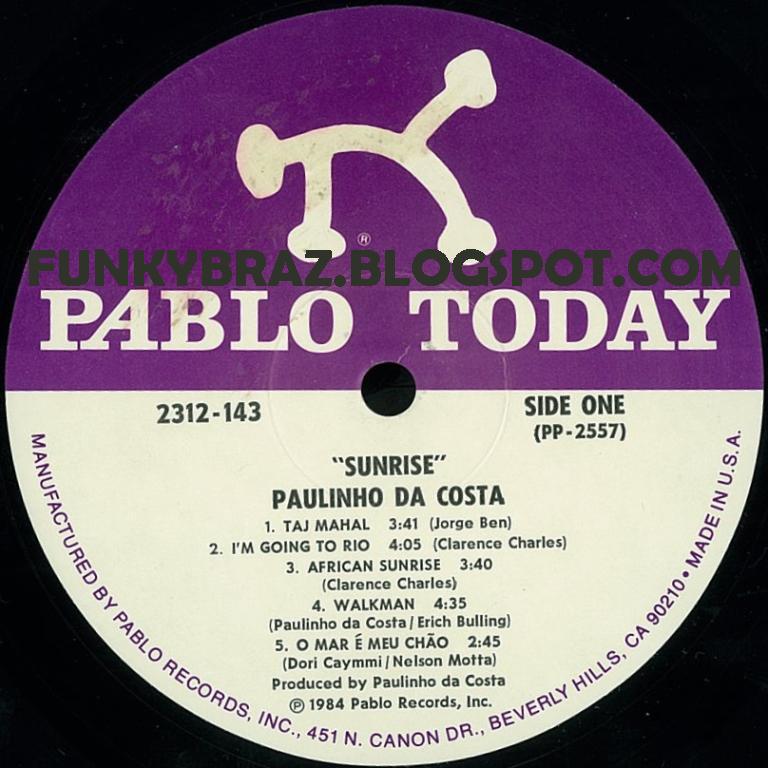 ®
FUNKYBRAZ.BLOGSPOT.COM
PABLO TODAY
2312-143
SIDE ONE
(PP-2557)
"SUNRISE"
PAULINHO DA COSTA
1. TAJ MAHAL 3:41 (Jorge Ben)
2. I'M GOING TO RIO 4:05 (Clarence Charles)
3. AFRICAN SUNRISE 3:40
(Clarence Charles)
4. WALKMAN 4:35
(Paulinho da Costa/Erich Bulling)
5. O MAR É MEU CHÃO 2:45
(Dori Caymmi/Nelson Motta)
Produced by Paulinho da Costa
℗ 1984 Pablo Records, Inc.
MANUFACTURED BY PABLO RECORDS, INC., 451 N. CANON DR., BEVERLY HILLS, CA 90210 • MADE IN U.S.A.